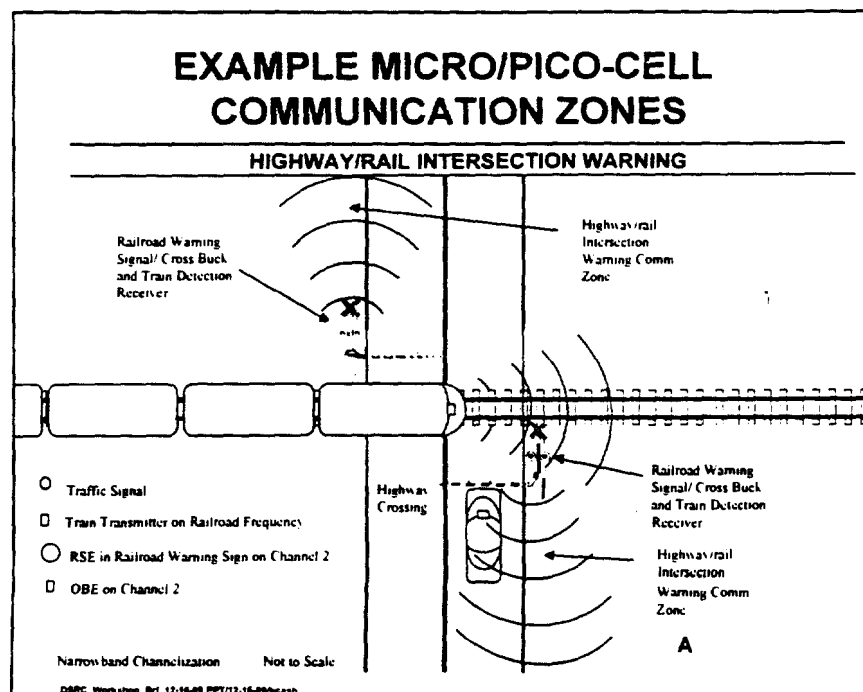 EXAMPLE MICRO/PICO-CELL
COMMUNICATION ZONES
HIGHWAY/RAIL INTERSECTION WARNING
Railroad Warning
Signal/ Cross Buck
and Train Detection
Receiver
Highway/rail
Intersection
Warning Comm
Zone
Highway
Crossing
Railroad Warning
Signal/ Cross Buck
and Train Detection
Receiver
Highway/rail
Intersection
Warning Comm
Zone
Traffic Signal
Train Transmitter on Railroad Frequency
RSE in Railroad Warning Sign on Channel 2
OBE on Channel 2
A
Narrowband Channelization Not to Scale
DSRC Workshop